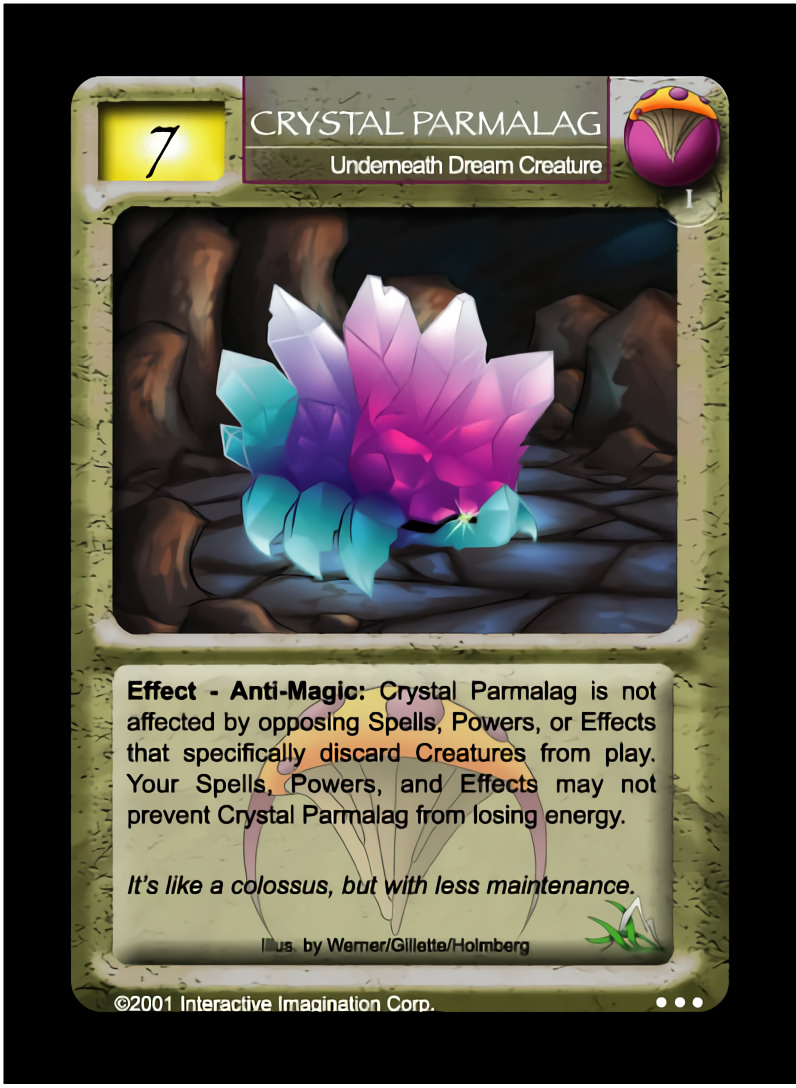 7
CRYSTAL PARMALAG
Underneath Dream Creature
I
Effect - Anti-Magic: Crystal Parmalag is not
affected by opposing Spells, Powers, or Effects
that specifically discard Creatures from play.
Your Spells, Powers, and Effects may not
prevent Crystal Parmalag from losing energy.
It's like a colossus, but with less maintenance.
Illus. by Werner/Gillette/Holmberg
©2001 Interactive Imagination Corp.